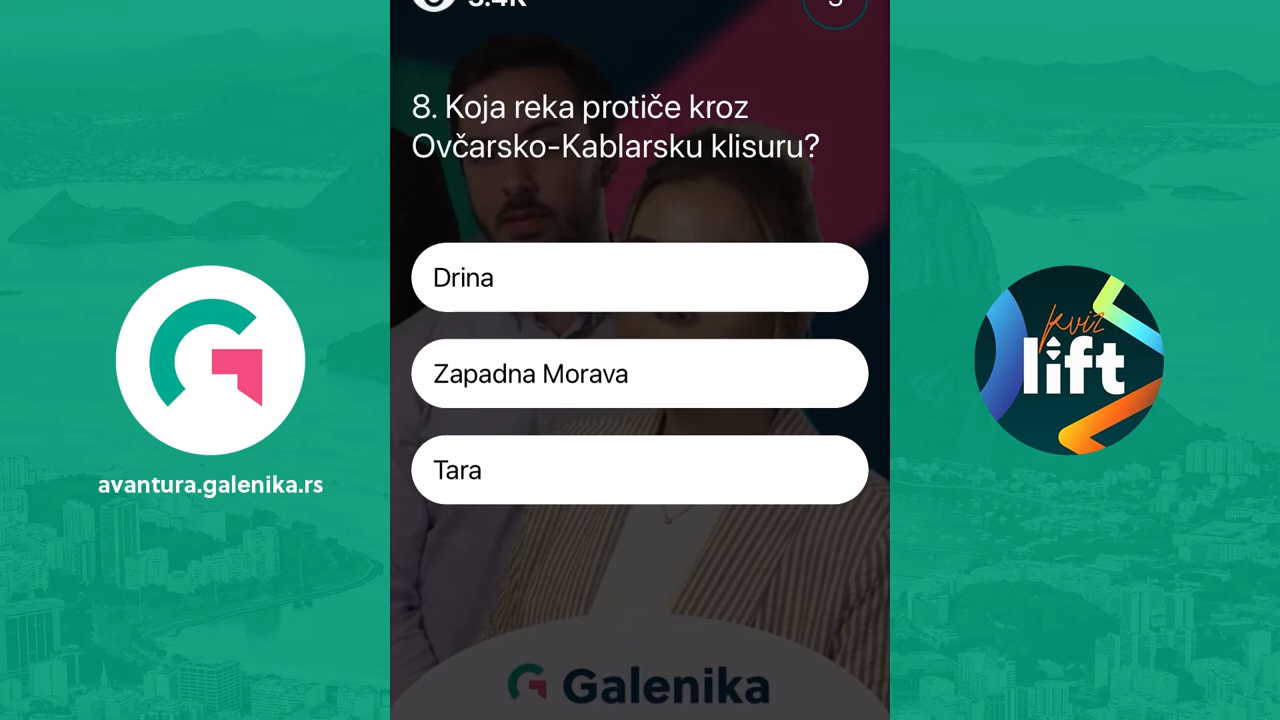 8. Koja reka protiče kroz
Ovčarsko-Kablarsku klisuru?
Drina
Zapadna Morava
Tara
avantura.galenika.rs
kviz
lift
Galenika